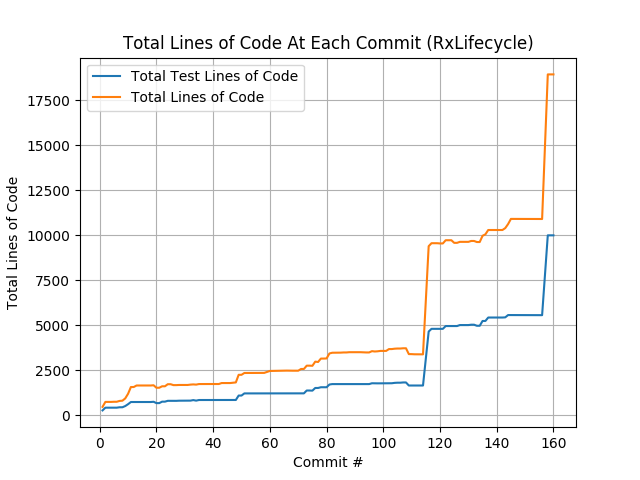 Total Lines of Code At Each Commit (RxLifecycle)
Total Test Lines of Code
Total Lines of Code
17500
15000
12500
10000
7500
5000
2500
0
Total Lines of Code
0 20 40 60 80 100 120 140 160
Commit #